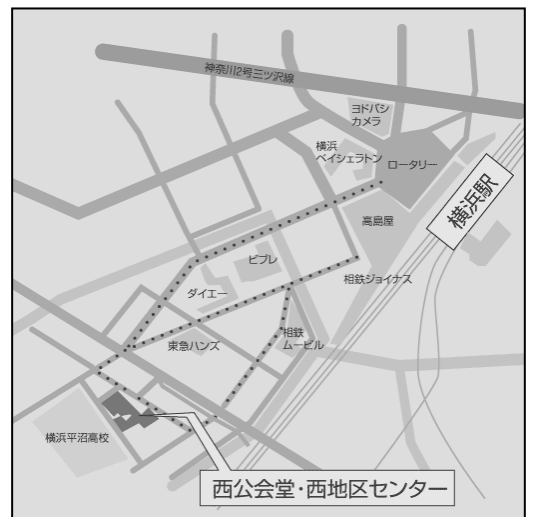 神奈川2号三ツ沢線
ヨドバシ
カメラ
横浜
ベイシェラトン
ロータリー
横浜駅
高島屋
ビブレ
相鉄ジョイナス
ダイエー
東急ハンズ
相鉄
ムービル
横浜平沼高校
西公会堂・西地区センター